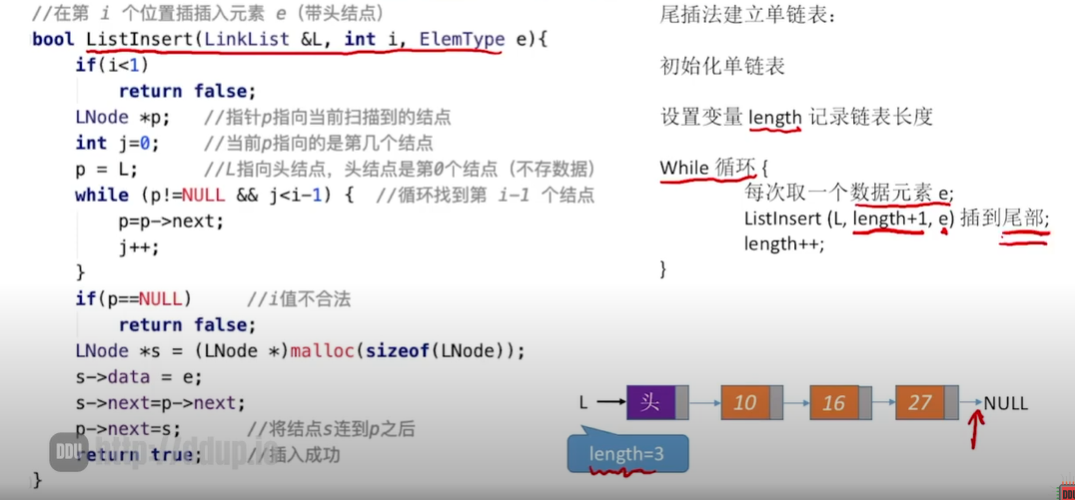 //在第 i 个位置插插入元素 e（带头结点）
bool ListInsert(LinkList &L, int i, ElemType e){
if(i<1)
return false;
LNode *p; //指针p指向当前扫描到的结点
int j=0; //当前p指向的是第几个结点
p = L; //L指向头结点，头结点是第0个结点（不存数据）
while (p!=NULL && j<i-1) { //循环找到第 i-1 个结点
p=p->next;
j++;
}
if(p==NULL) //i值不合法
return false;
LNode *s = (LNode *)malloc(sizeof(LNode));
s->data = e;
s->next=p->next;
p->next=s; //将结点s连到p之后
return true; //插入成功
}
尾插法建立单链表：
初始化单链表
设置变量 length 记录链表长度
While 循环 {
每次取一个数据元素 e;
ListInsert (L, length+1, e) 插到尾部;
length++;
}
L 头 10 16 27 NULL
length=3
DDU http://ddup.io
DDU